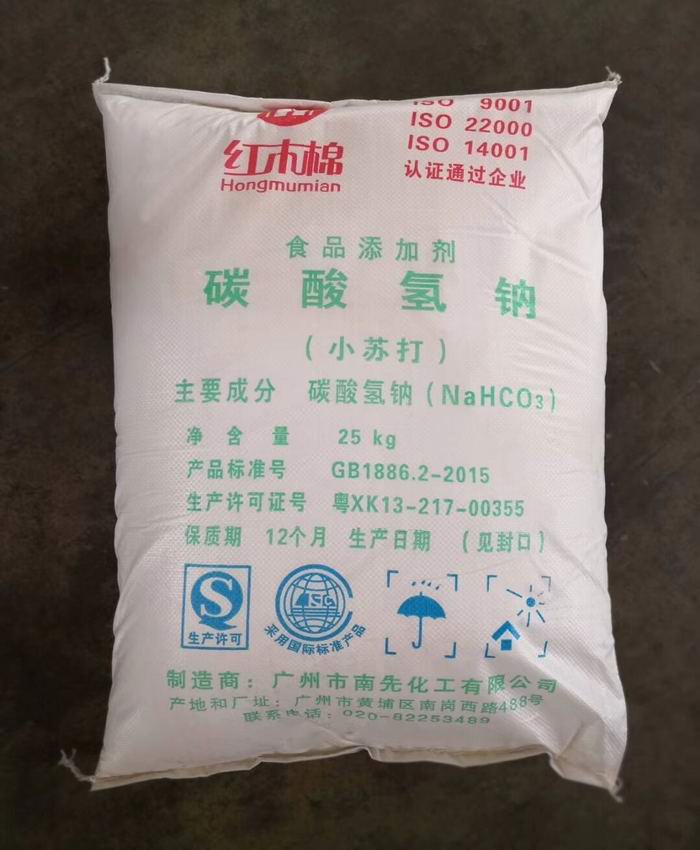 红木棉
Hongmumian
ISO 9001
ISO 22000
ISO 14001
认证通过企业
食品添加剂
碳酸氢钠
(小苏打)
主要成分 碳酸氢钠(NaHCO₃)
净含量 25 kg
产品标准号 GB1886.2-2015
生产许可证号 粤XK13-217-00355
保质期 12个月 生产日期 (见封口)
S
生产许可
采用国际标准产品
制造商：广州市南先化工有限公司
产地和厂址：广州市黄埔区南岗西路488号
联系电话：020-82253489